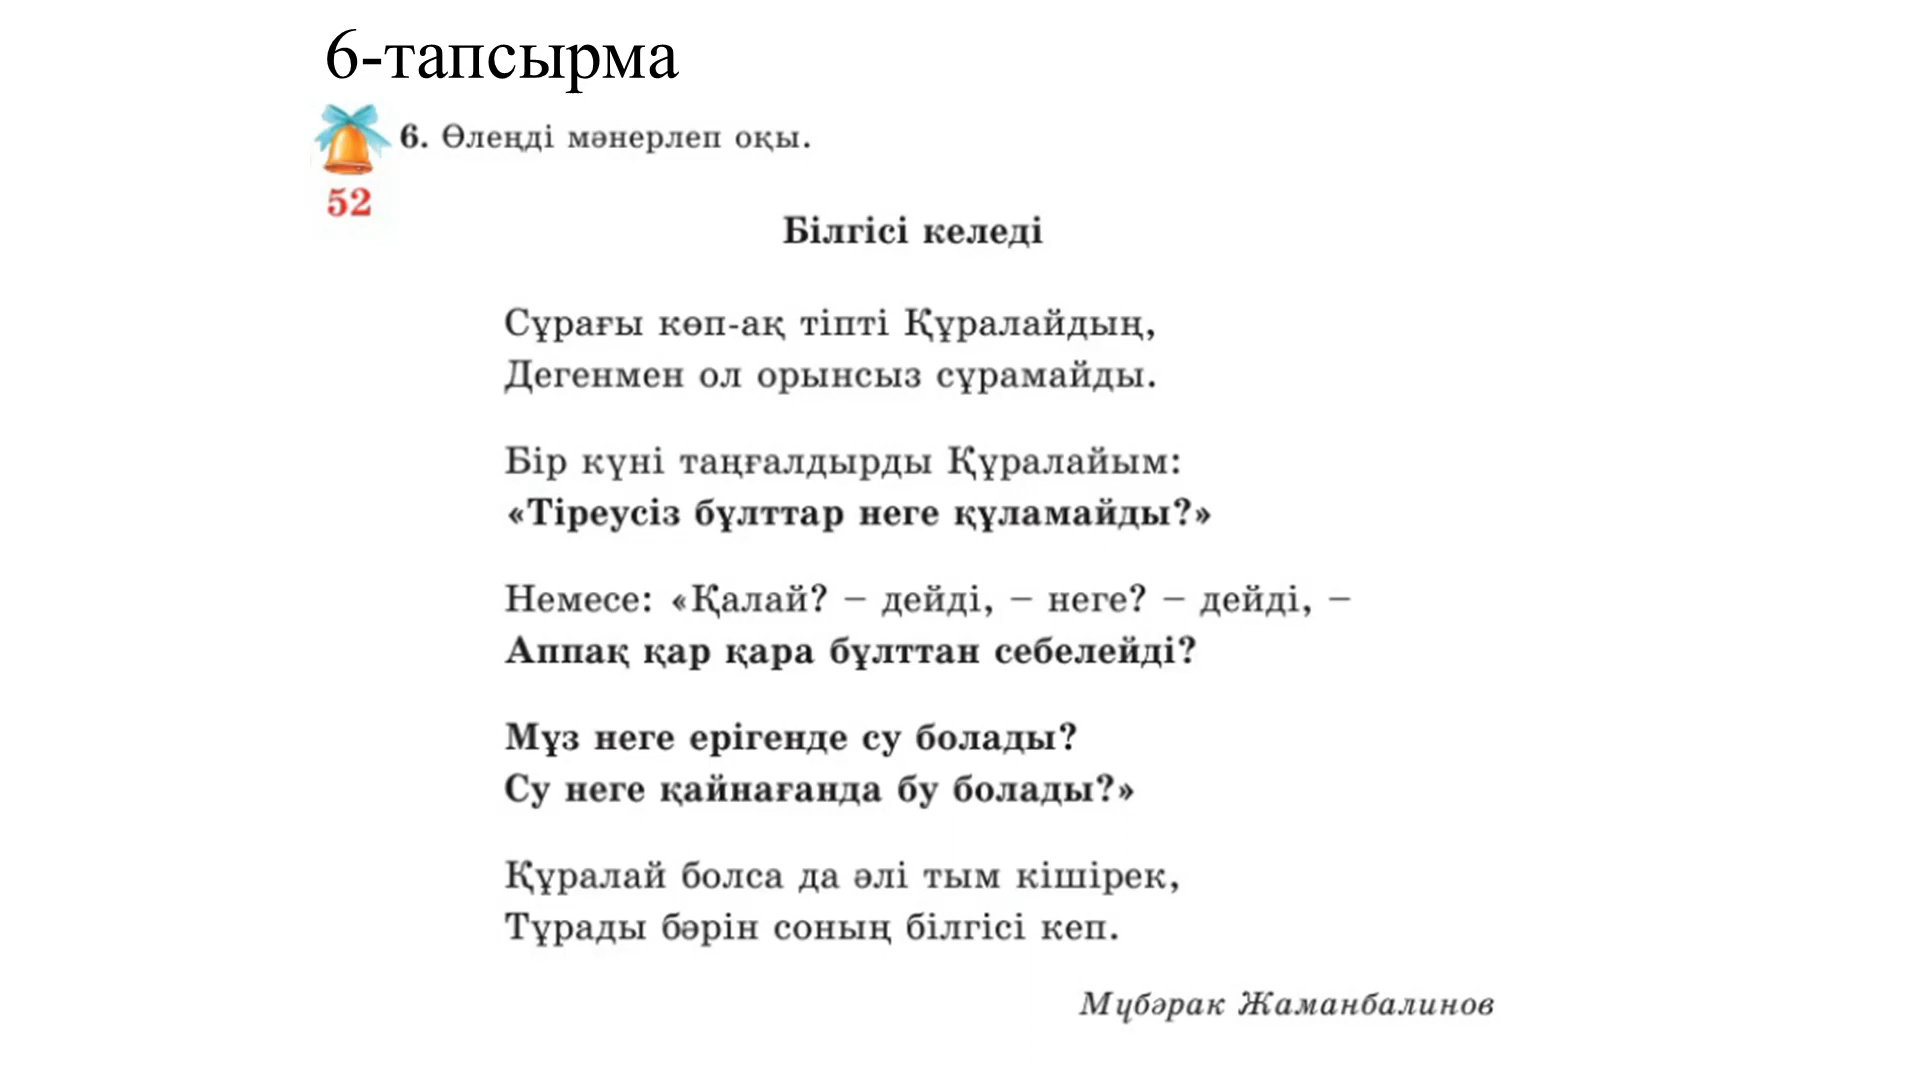 6-тапсырма
6. Өлеңді мәнерлеп оқы.
52
Білгісі келеді
Сұрағы көп-ақ тіпті Құралайдың,
Дегенмен ол орынсыз сұрамайды.
Бір күні таңғалдырды Құралайым:
«Тіреусіз бұлттар неге құламайды?»
Немесе: «Қалай? – дейді, – неге? – дейді, –
Аппақ қар қара бұлттан себелейді?
Мұз неге ерігенде су болады?
Су неге қайнағанда бу болады?»
Құралай болса да әлі тым кішірек,
Тұрады бәрін соның білгісі кеп.
Мүбәрак Жаманбалинов